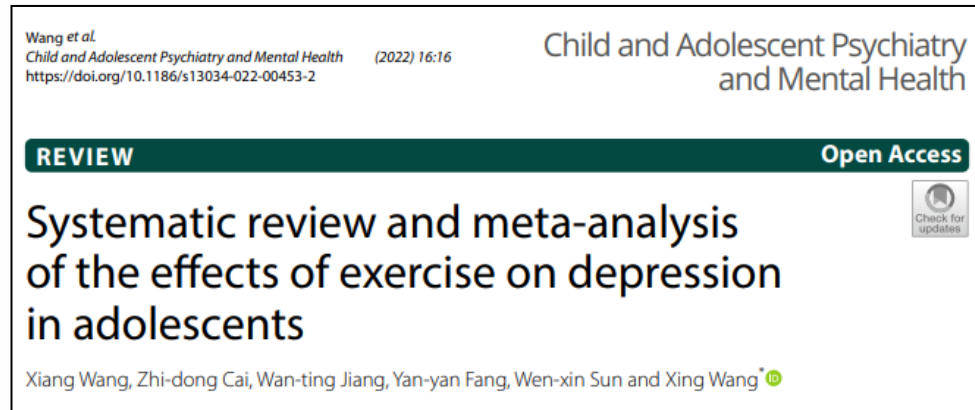 Wang et al.
Child and Adolescent Psychiatry and Mental Health (2022) 16:16
https://doi.org/10.1186/s13034-022-00453-2
Child and Adolescent Psychiatry
and Mental Health
REVIEW Open Access
Check for
updates
Systematic review and meta-analysis
of the effects of exercise on depression
in adolescents
Xiang Wang, Zhi-dong Cai, Wan-ting Jiang, Yan-yan Fang, Wen-xin Sun and Xing Wang* iD